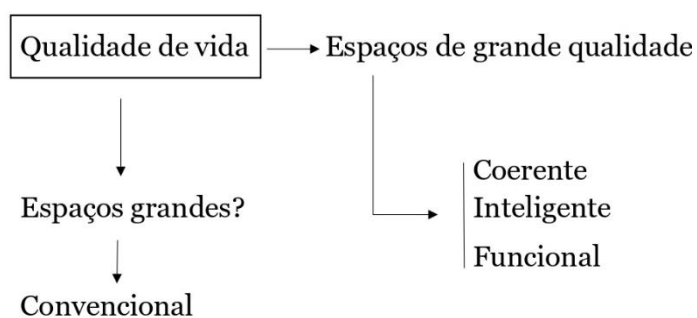 Qualidade de vida
Espaços de grande qualidade
Coerente
Inteligente
Funcional
Espaços grandes?
Convencional